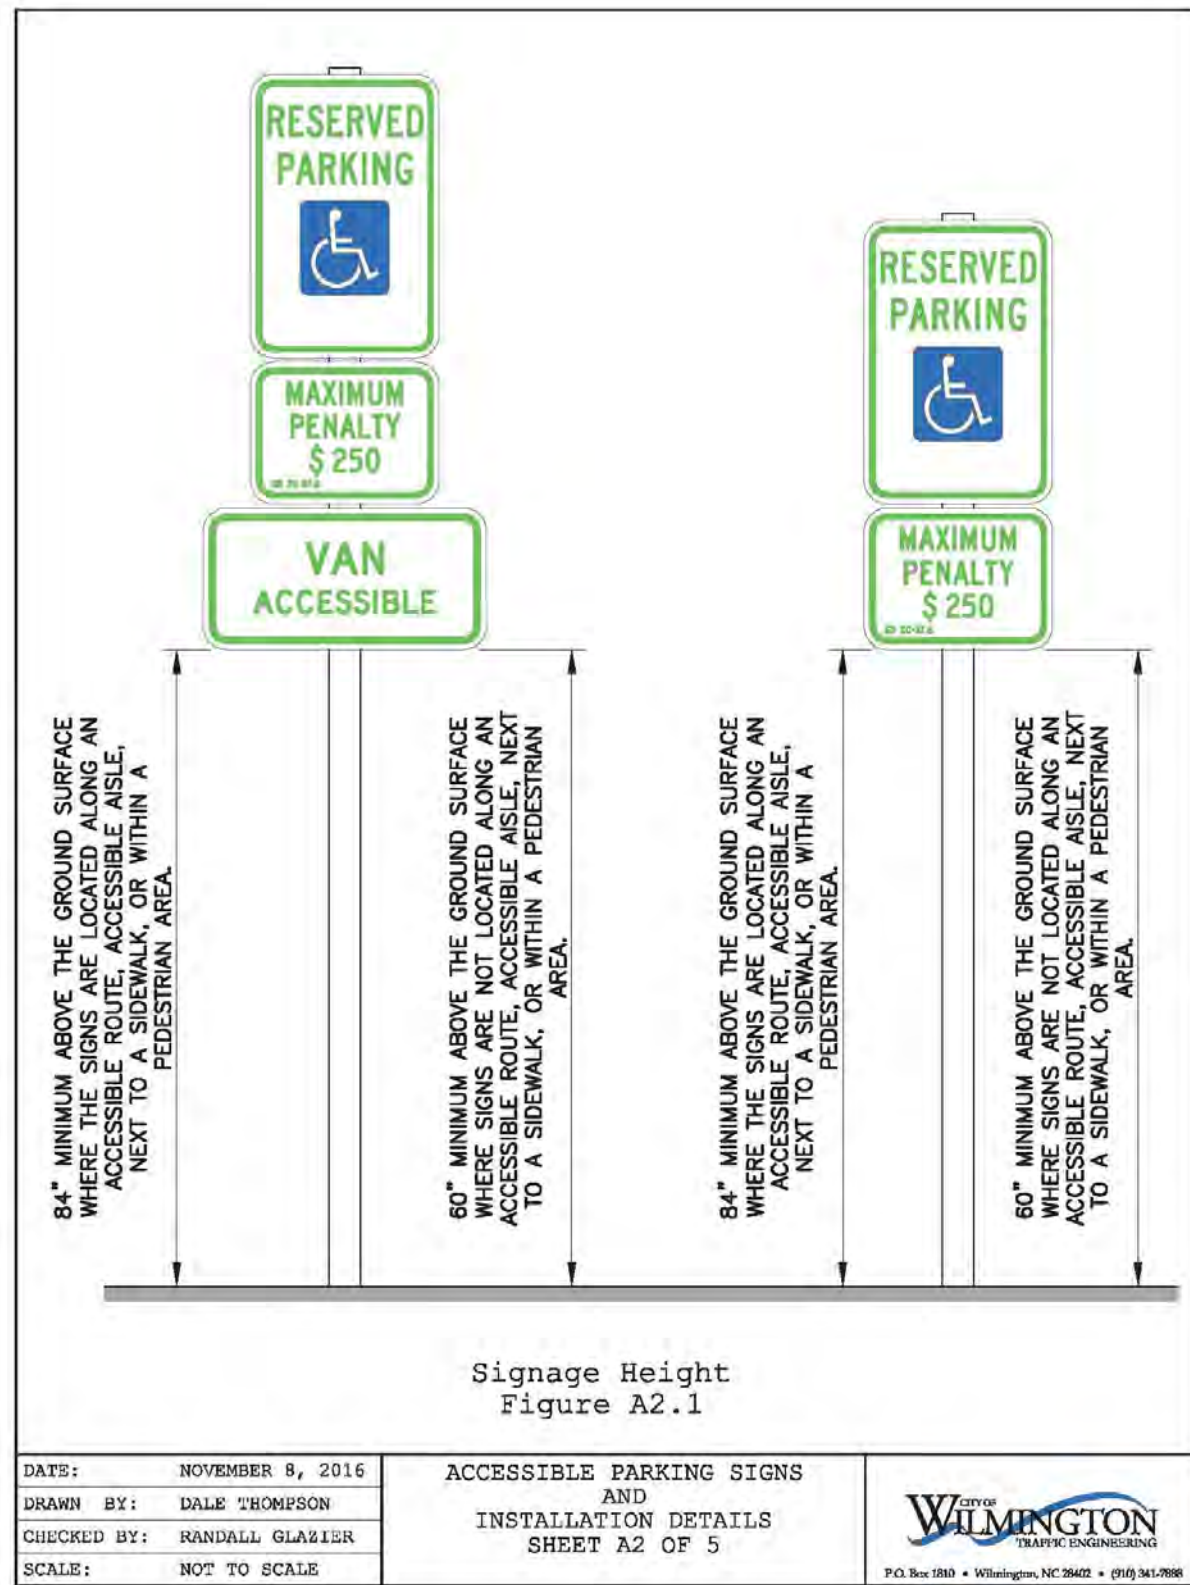 RESERVED
PARKING
MAXIMUM
PENALTY
$ 250
VAN
ACCESSIBLE
RESERVED
PARKING
MAXIMUM
PENALTY
$ 250
84" MINIMUM ABOVE THE GROUND SURFACE
WHERE THE SIGNS ARE LOCATED ALONG AN
ACCESSIBLE ROUTE, ACCESSIBLE AISLE,
NEXT TO A SIDEWALK, OR WITHIN A
PEDESTRIAN AREA.
60" MINIMUM ABOVE THE GROUND SURFACE
WHERE SIGNS ARE NOT LOCATED ALONG AN
ACCESSIBLE ROUTE, ACCESSIBLE AISLE, NEXT
TO A SIDEWALK, OR WITHIN A PEDESTRIAN
AREA.
84" MINIMUM ABOVE THE GROUND SURFACE
WHERE THE SIGNS ARE LOCATED ALONG AN
ACCESSIBLE ROUTE, ACCESSIBLE AISLE,
NEXT TO A SIDEWALK, OR WITHIN A
PEDESTRIAN AREA.
60" MINIMUM ABOVE THE GROUND SURFACE
WHERE SIGNS ARE NOT LOCATED ALONG AN
ACCESSIBLE ROUTE, ACCESSIBLE AISLE, NEXT
TO A SIDEWALK, OR WITHIN A PEDESTRIAN
AREA.
Signage Height
Figure A2.1
DATE: NOVEMBER 8, 2016
DRAWN BY: DALE THOMPSON
CHECKED BY: RANDALL GLAZIER
SCALE: NOT TO SCALE
ACCESSIBLE PARKING SIGNS
AND
INSTALLATION DETAILS
SHEET A2 OF 5
CITY OF
WILMINGTON
TRAFFIC ENGINEERING
P.O. Box 1810 • Wilmington, NC 28402 • (910) 341-7888